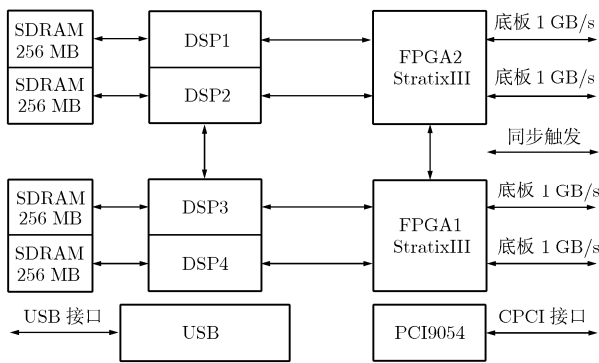 SDRAM
256 MB
DSP1
FPGA2
StratixIII
底板 1 GB/s
SDRAM
256 MB
DSP2
底板 1 GB/s
同步触发
SDRAM
256 MB
DSP3
FPGA1
StratixIII
底板 1 GB/s
SDRAM
256 MB
DSP4
底板 1 GB/s
USB 接口
USB
PCI9054
CPCI 接口